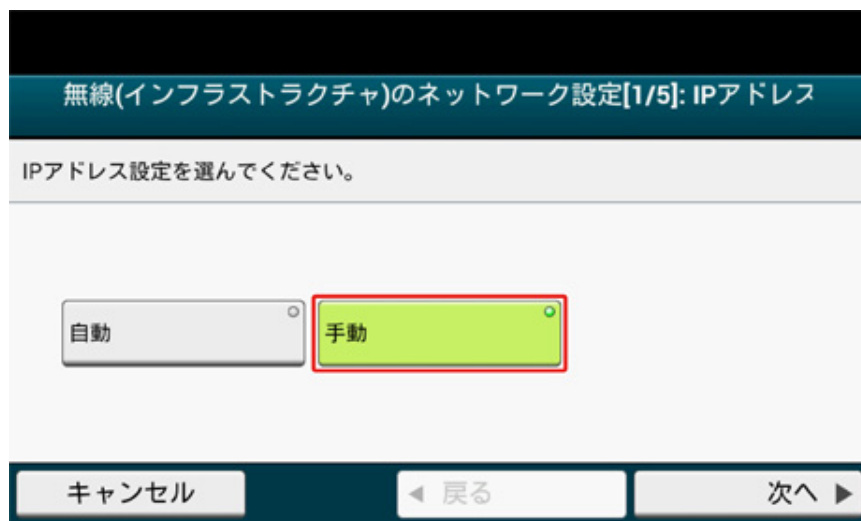 無線(インフラストラクチャ)のネットワーク設定[1/5]: IPアドレス
IPアドレス設定を選んでください。
自動
手動
キャンセル
◀ 戻る
次へ ▶